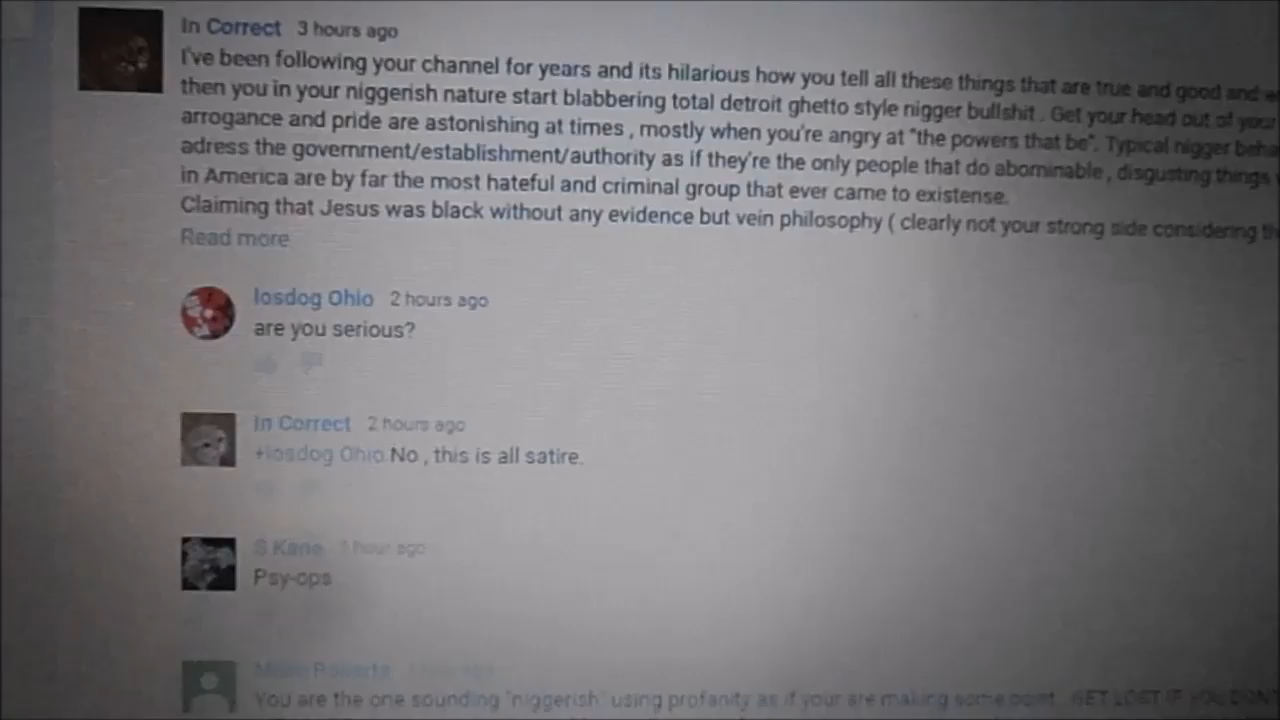 In Correct 3 hours ago
I've been following your channel for years and its hilarious how you tell all these things that are true and good and
then you in your niggerish nature start blabbering total detroit ghetto style nigger bullshit . Get your head out of your
arrogance and pride are astonishing at times , mostly when you're angry at "the powers that be". Typical nigger
adress the government/establishment/authority as if they're the only people that do abominable , disgusting things
in America are by far the most hateful and criminal group that ever came to existense.
Claiming that Jesus was black without any evidence but vein philosophy ( clearly not your strong side considering
Read more
losdog Ohio 2 hours ago
are you serious?
In Correct 2 hours ago
+losdog Ohio No , this is all satire.
S Kane 1 hour ago
Psy-ops
Roberts
You are the one sounding "niggerish" using profanity as if your are making some point . GET LOST IF YOU